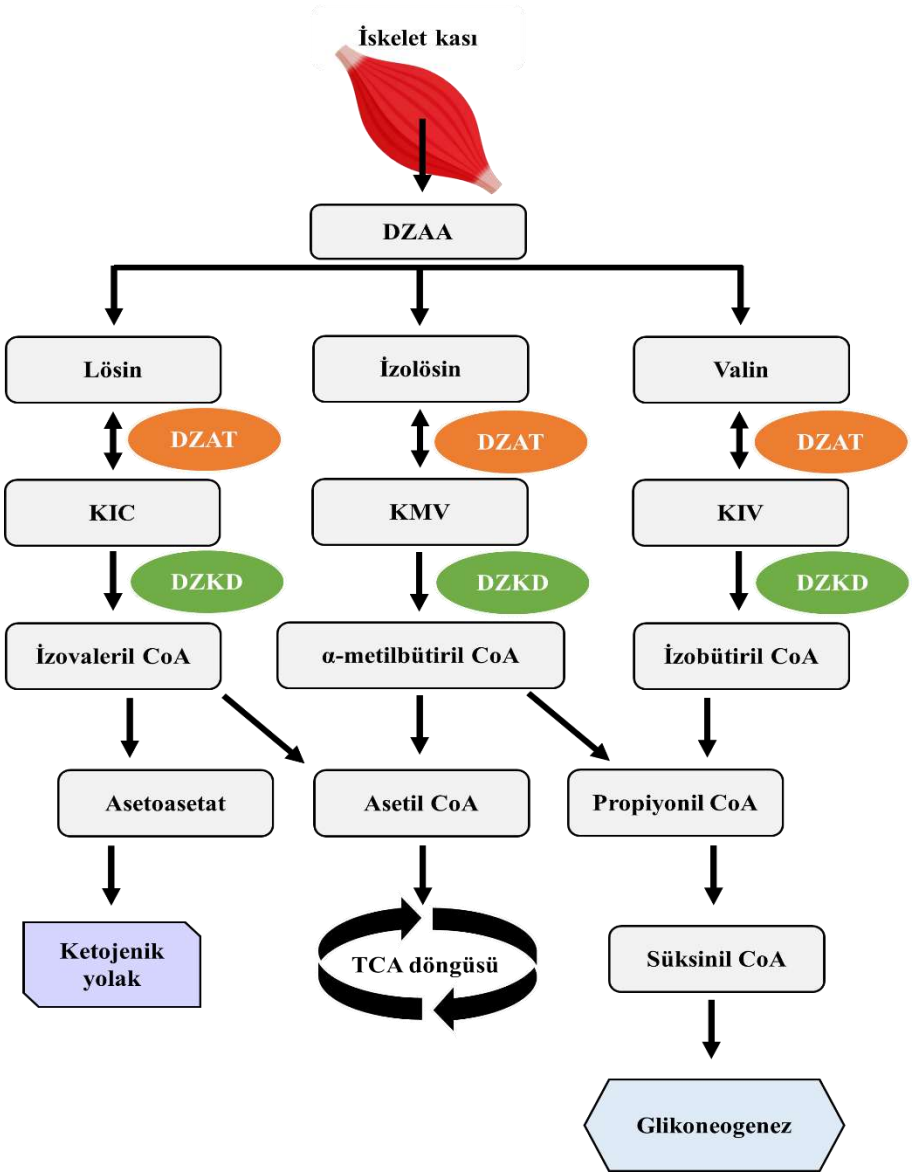 İskelet kası
DZAA
Lösin
İzolösin
Valin
DZAT
DZAT
DZAT
KIC
KMV
KIV
DZKD
DZKD
DZKD
İzovaleril CoA
α-metilbütiril CoA
İzobütiril CoA
Asetoasetat
Asetil CoA
Propiyonil CoA
Ketojenik
yolak
TCA döngüsü
Süksinil CoA
Glikoneogenez